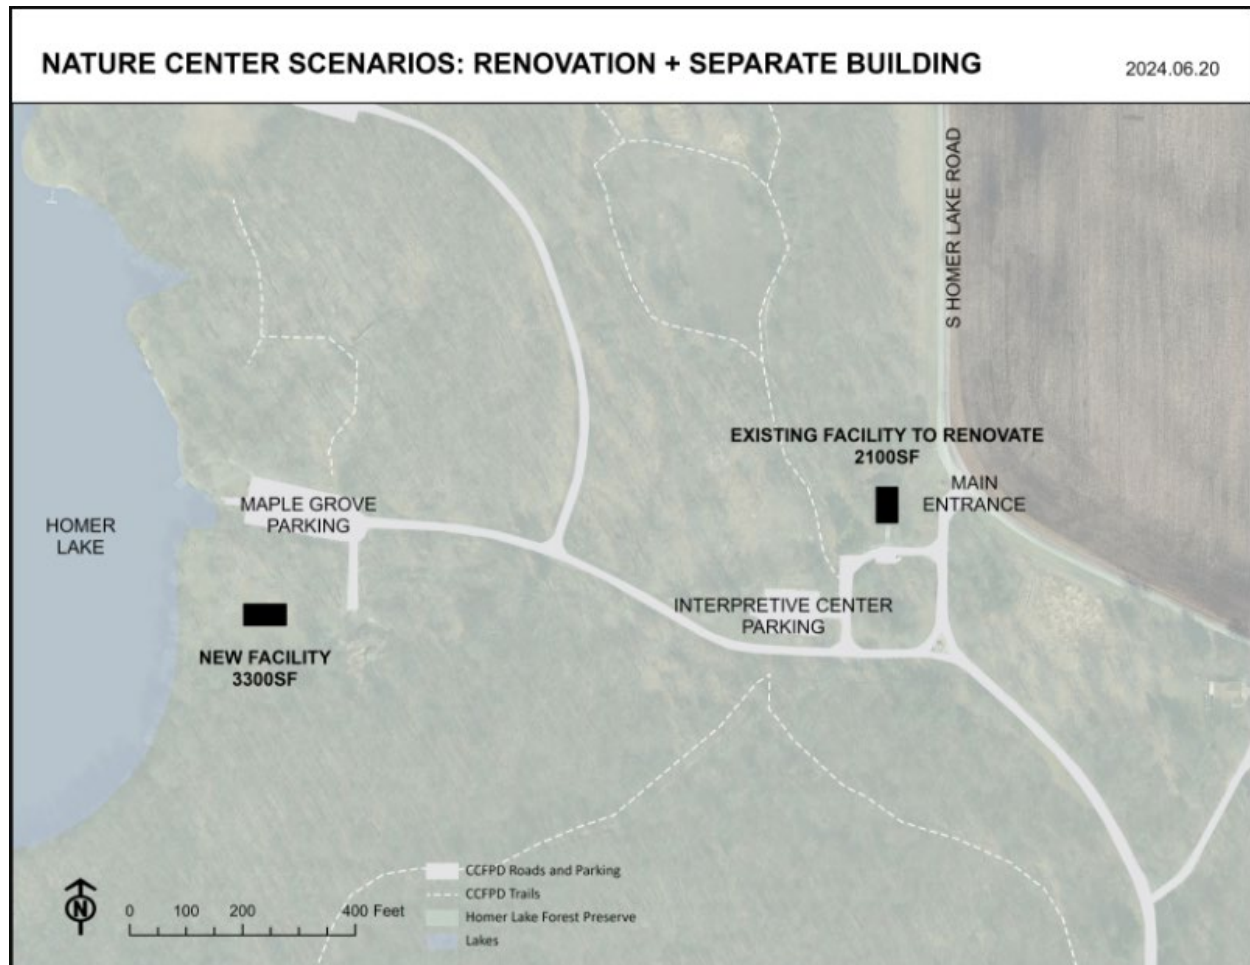 NATURE CENTER SCENARIOS: RENOVATION + SEPARATE BUILDING
2024.06.20
S HOMER LAKE ROAD
EXISTING FACILITY TO RENOVATE
2100SF
MAIN
ENTRANCE
MAPLE GROVE
PARKING
HOMER
LAKE
INTERPRETIVE CENTER
PARKING
NEW FACILITY
3300SF
CCFPD Roads and Parking
CCFPD Trails
Homer Lake Forest Preserve
Lakes
N
0 100 200 400 Feet